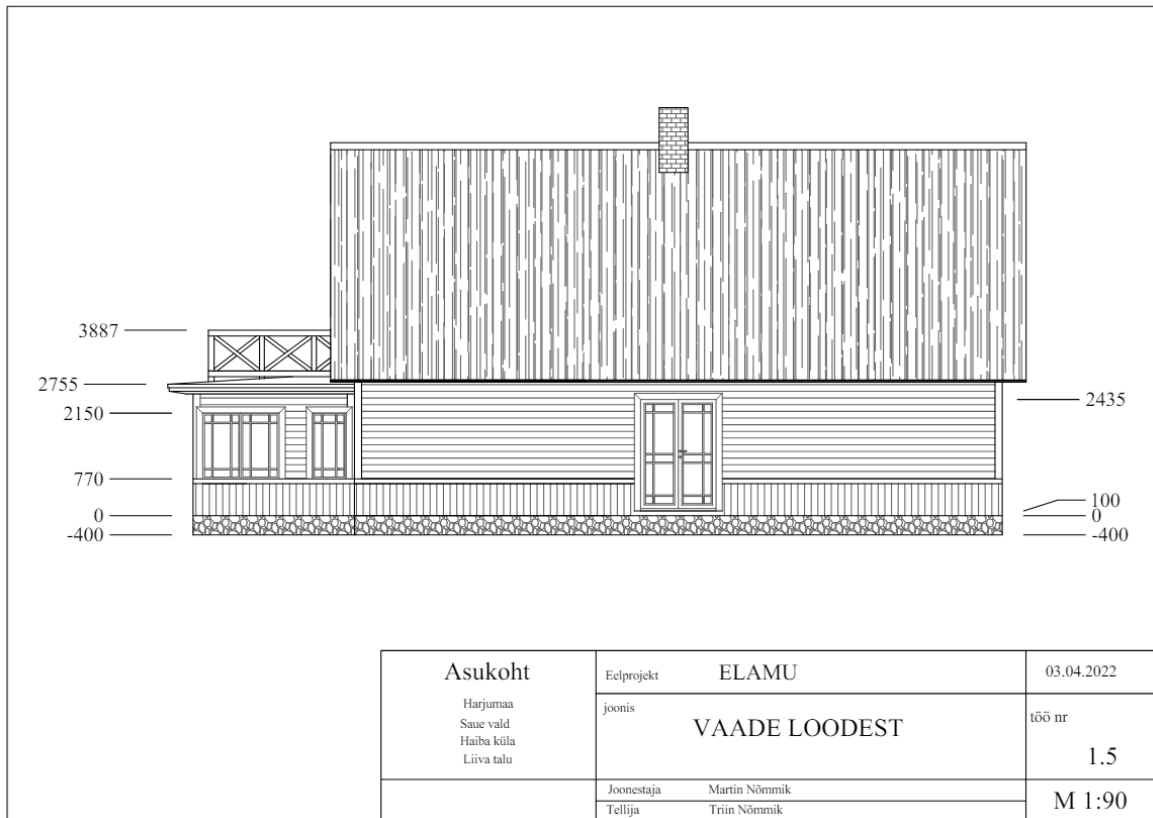 3887
2755
2150
2435
770
100
0
0
-400
-400
Asukoht
Harjumaa
Saue vald
Haiba küla
Liiva talu
Eelprojekt ELAMU
03.04.2022
joonis
VAADE LOODEST
töö nr
1.5
Joonestaja Martin Nõmmik
Tellija Triin Nõmmik
M 1:90